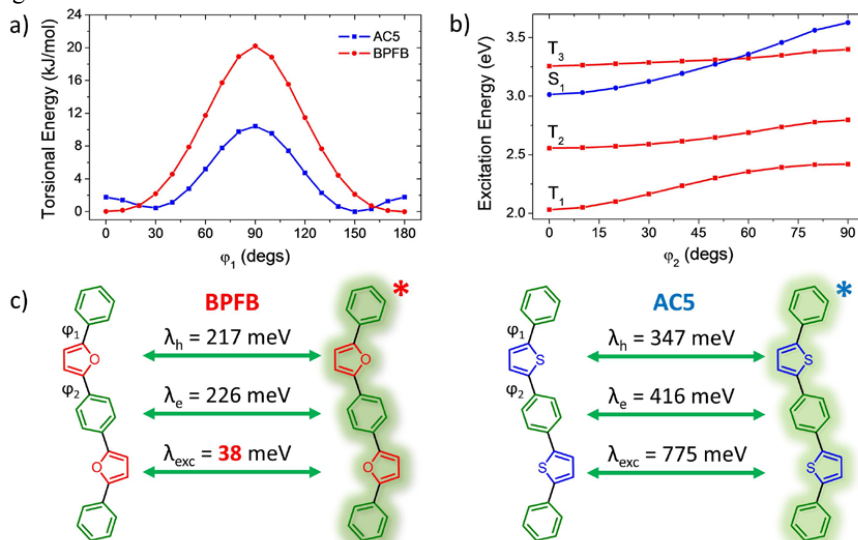 a)
Torsional Energy (kJ/mol)
24
20
16
12
8
4
0
AC5
BPFB
0 30 60 90 120 150 180
φ1 (degs)
b)
Excitation Energy (eV)
3.5
3.0
2.5
2.0
T3
S1
T2
T1
0 15 30 45 60 75 90
φ2 (degs)
c)
BPFB
*
φ1
O
φ2
O
λh = 217 meV
λe = 226 meV
λexc = 38 meV
O
O
AC5
*
φ1
S
φ2
S
λh = 347 meV
λe = 416 meV
λexc = 775 meV
S
S